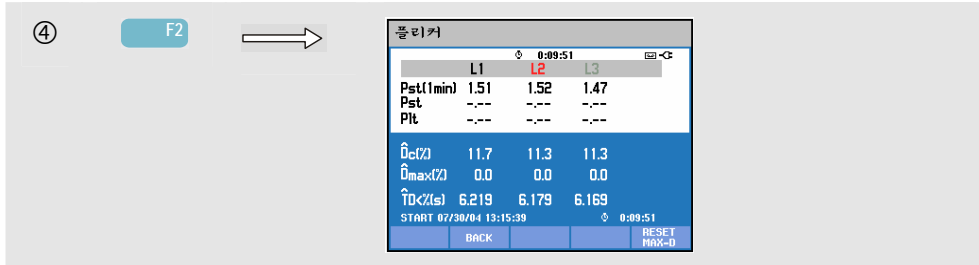 ④ F2
플리커
0:09:51
L1 L2 L3
Pst(1min) 1.51 1.52 1.47
Pst -.-- -.-- -.--
Plt -.-- -.-- -.--
D̂c(%) 11.7 11.3 11.3
D̂max(%) 0.0 0.0 0.0
T̂D<%(s) 6.219 6.179 6.169
START 07/30/04 13:15:39 0:09:51
BACK RESET MAX-D